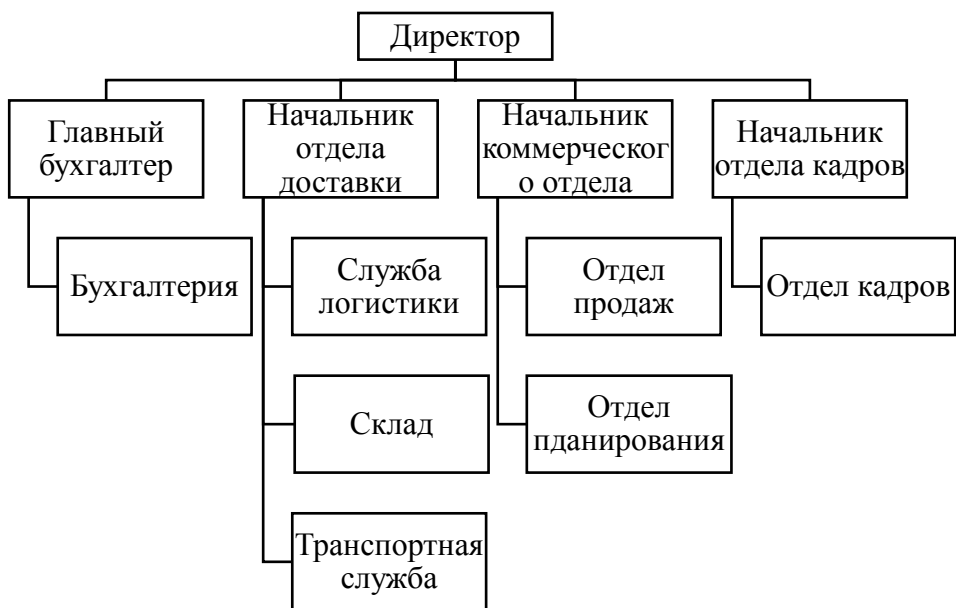 Директор
Главный
бухгалтер
Начальник
отдела
доставки
Начальник
коммерческог
о отдела
Начальник
отдела кадров
Бухгалтерия
Служба
логистики
Отдел
продаж
Отдел кадров
Склад
Отдел
пданирования
Транспортная
служба